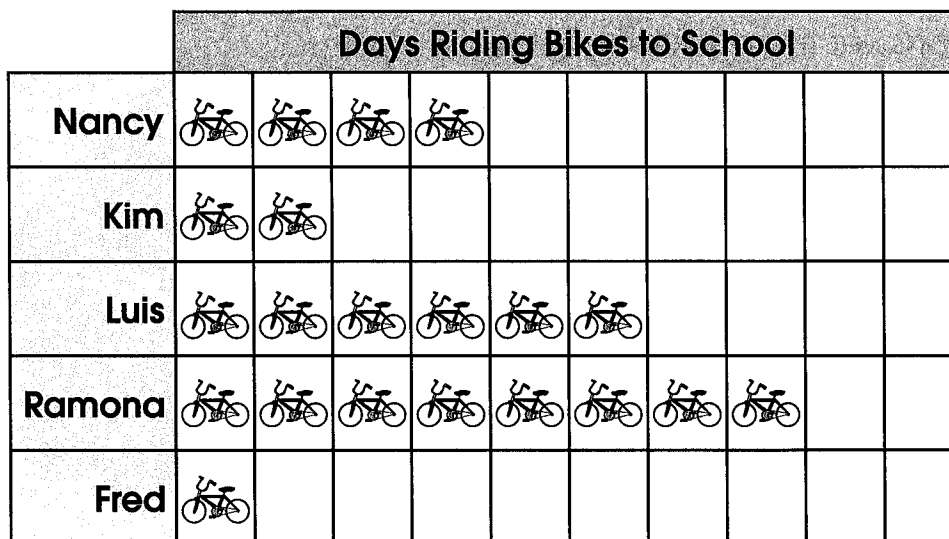 Days Riding Bikes to School
Nancy
Kim
Luis
Ramona
Fred